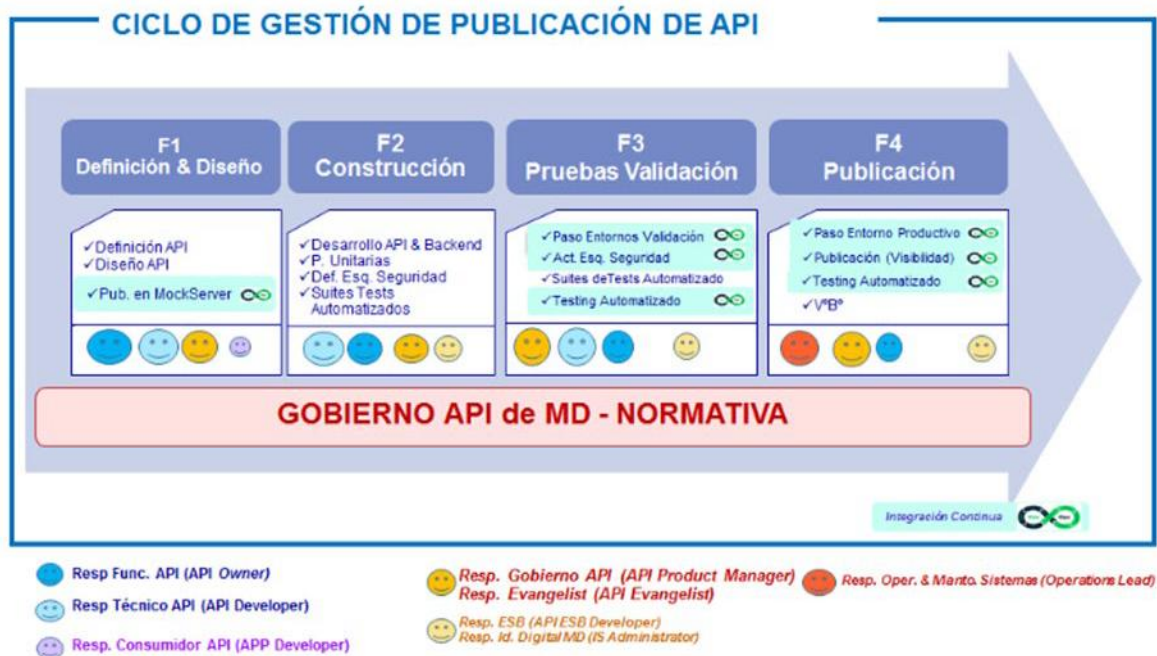 CICLO DE GESTIÓN DE PUBLICACIÓN DE API
F1
Definición & Diseño
✓Definición API
✓Diseño API
✓Pub. en MockServer
F2
Construcción
✓Desarrollo API & Backend
✓P. Unitarias
✓Def. Esq. Seguridad
✓Suites Tests
Automatizados
F3
Pruebas Validación
✓Paso Entornos Validación
✓Act. Esq. Seguridad
✓Suites deTests Automatizado
✓Testing Automatizado
F4
Publicación
✓Paso Entorno Productivo
✓Publicación (Visibilidad)
✓Testing Automatizado
✓VºBº
GOBIERNO API de MD - NORMATIVA
Integración Continua
Resp Func. API (API Owner)
Resp Técnico API (API Developer)
Resp. Consumidor API (APP Developer)
Resp. Gobierno API (API Product Manager)
Resp. Evangelist (API Evangelist)
Resp. ESB (API ESB Developer)
Resp. Id. Digital MD (IS Administrator)
Resp. Oper. & Manto. Sistemas (Operations Lead)